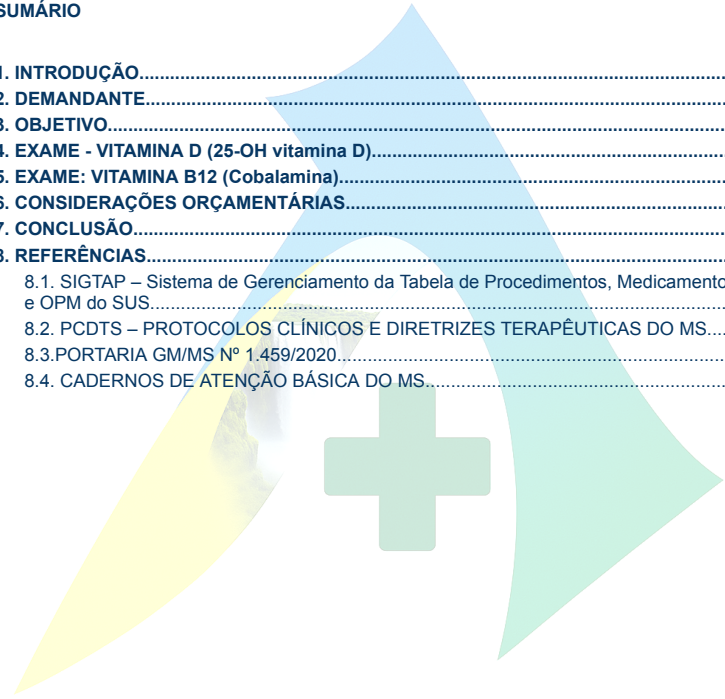 SUMÁRIO
1. INTRODUÇÃO
2. DEMANDANTE
3. OBJETIVO
4. EXAME - VITAMINA D (25-OH vitamina D)
5. EXAME: VITAMINA B12 (Cobalamina)
6. CONSIDERAÇÕES ORÇAMENTÁRIAS
7. CONCLUSÃO
8. REFERÊNCIAS
8.1. SIGTAP – Sistema de Gerenciamento da Tabela de Procedimentos, Medicamento
e OPM do SUS
8.2. PCDTS – PROTOCOLOS CLÍNICOS E DIRETRIZES TERAPÊUTICAS DO MS
8.3.PORTARIA GM/MS Nº 1.459/2020
8.4. CADERNOS DE ATENÇÃO BÁSICA DO MS